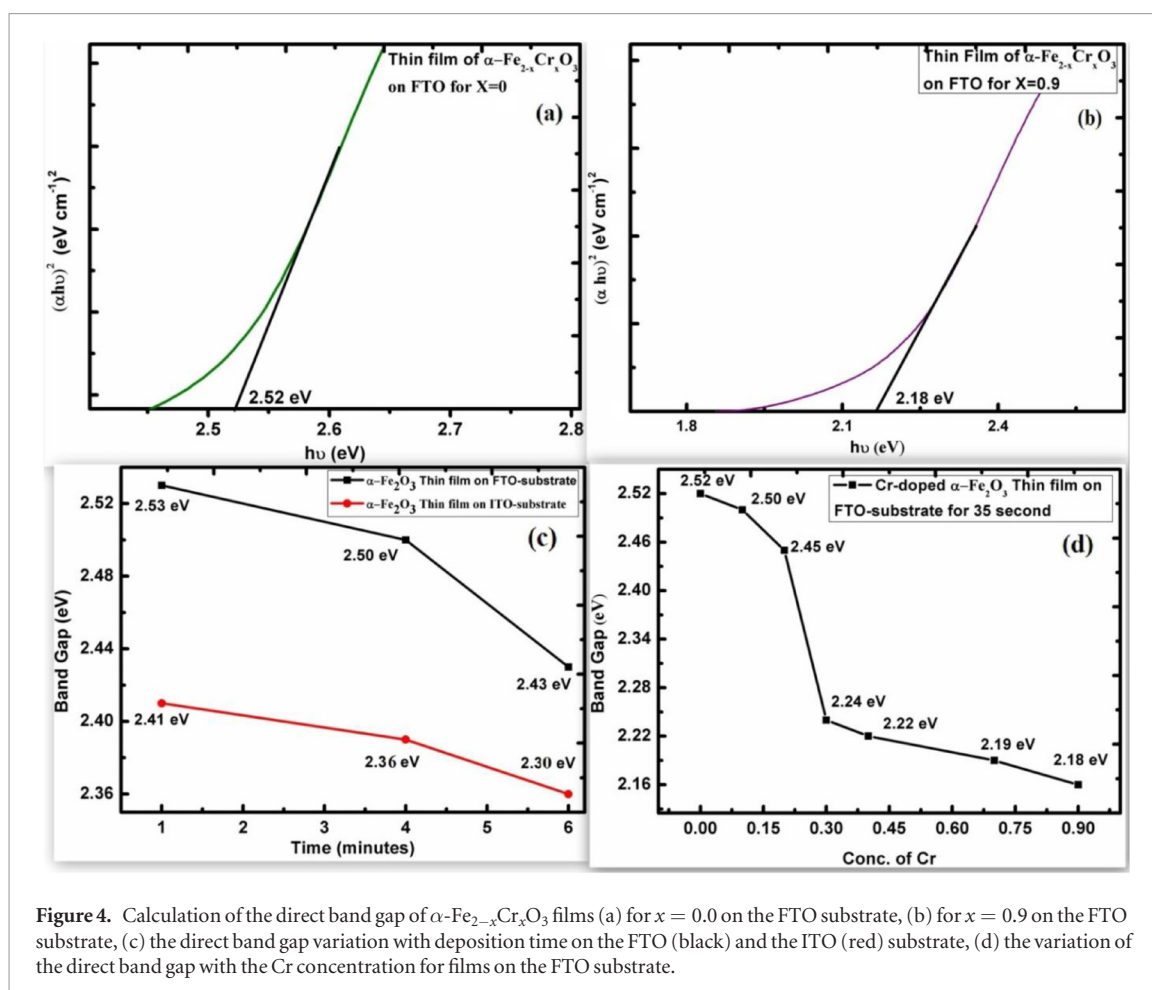 Thin film of α–Fe₂₋ₓCrₓO₃
on FTO for X=0
(a)
(αhυ)² (eV cm⁻¹)²
2.52 eV
2.5 2.6 2.7 2.8
hυ (eV)
Thin Film of α-Fe₂₋ₓCrₓO₃
on FTO for X=0.9
(b)
(α hυ)² (eV cm⁻¹)²
2.18 eV
1.8 2.1 2.4
hυ (eV)
α–Fe₂O₃ Thin film on FTO-substrate
α–Fe₂O₃ Thin film on ITO-substrate
(c)
Band Gap (eV)
2.52
2.48
2.44
2.40
2.36
2.53 eV
2.50 eV
2.43 eV
2.41 eV
2.36 eV
2.30 eV
1 2 3 4 5 6
Time (minutes)
Cr-doped α–Fe₂O₃ Thin film on
FTO-substrate for 35 second
(d)
Band Gap (eV)
2.52
2.46
2.40
2.34
2.28
2.22
2.16
2.52 eV
2.50 eV
2.45 eV
2.24 eV
2.22 eV
2.19 eV
2.18 eV
0.00 0.15 0.30 0.45 0.60 0.75 0.90
Conc. of Cr
Figure 4. Calculation of the direct band gap of α-Fe₂₋ₓCrₓO₃ films (a) for x = 0.0 on the FTO substrate, (b) for x = 0.9 on the FTO
substrate, (c) the direct band gap variation with deposition time on the FTO (black) and the ITO (red) substrate, (d) the variation of
the direct band gap with the Cr concentration for films on the FTO substrate.